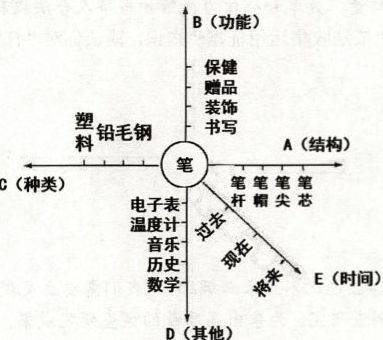 B（功能）
保健
赠品
装饰
书写
塑料 铅毛钢
A（结构）
笔
C（种类）
笔杆 笔帽 笔尖 笔芯
电子表
温度计
音乐
历史
数学
过去
现在
将来
E（时间）
D（其他）